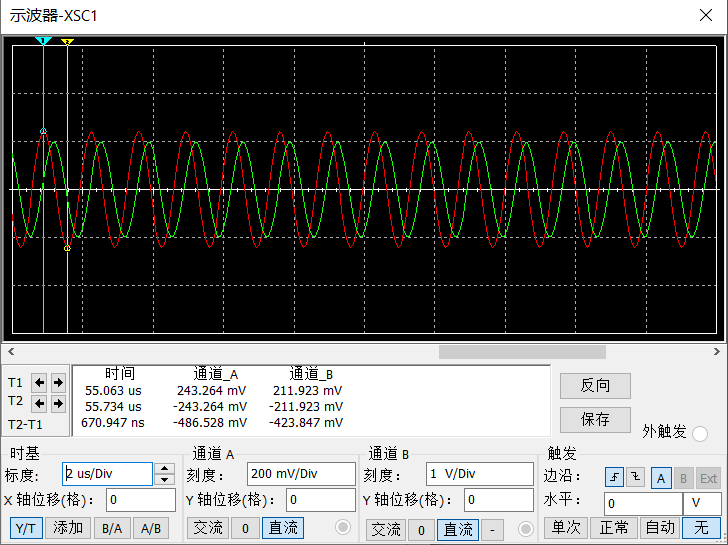 示波器-XSC1
T1
T2
T2-T1
时间 通道_A 通道_B
55.063 us 243.264 mV 211.923 mV
55.734 us -243.264 mV -211.923 mV
670.947 ns -486.528 mV -423.847 mV
反向
保存
外触发
时基
标度: 2 us/Div
X 轴位移(格): 0
Y/T 添加 B/A A/B
通道 A
刻度: 200 mV/Div
Y 轴位移(格): 0
交流 0 直流
通道 B
刻度: 1 V/Div
Y 轴位移(格): 0
交流 0 直流 -
触发
边沿: A B Ext
水平: 0 V
单次 正常 自动 无